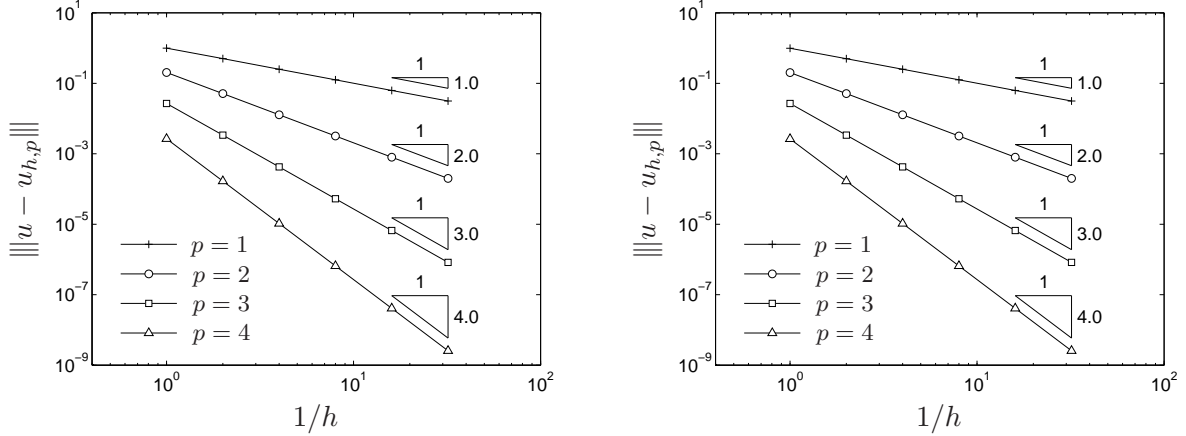 10^1
10^-1
10^-3
10^-5
10^-7
10^-9
|||u − u_{h,p}|||
1
1.0
1
2.0
1
3.0
1
4.0
p = 1
p = 2
p = 3
p = 4
10^0
10^1
10^2
1/h
10^1
10^-1
10^-3
10^-5
10^-7
10^-9
|||u − u_{h,p}|||
1
1.0
1
2.0
1
3.0
1
4.0
p = 1
p = 2
p = 3
p = 4
10^0
10^1
10^2
1/h